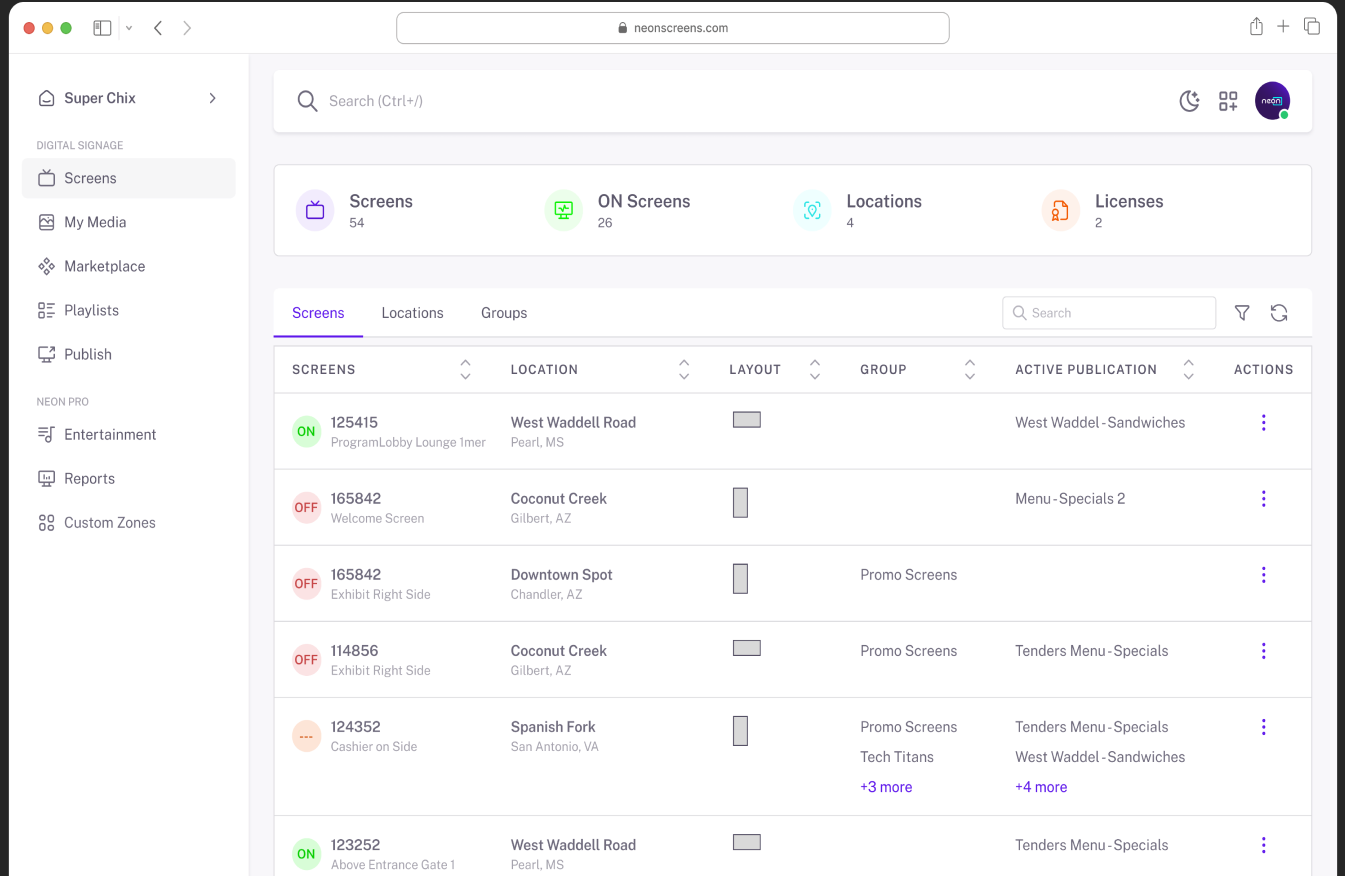 neonscreens.com
Super Chix
Search (Ctrl+/)
neon
DIGITAL SIGNAGE
Screens
My Media
Marketplace
Playlists
Publish
NEON PRO
Entertainment
Reports
Custom Zones
Screens
54
ON Screens
26
Locations
4
Licenses
2
Screens Locations Groups
Search
SCREENS LOCATION LAYOUT GROUP ACTIVE PUBLICATION ACTIONS
ON 125415 West Waddell Road West Waddel - Sandwiches
ProgramLobby Lounge 1mer Pearl, MS
OFF 165842 Coconut Creek Menu - Specials 2
Welcome Screen Gilbert, AZ
OFF 165842 Downtown Spot Promo Screens
Exhibit Right Side Chandler, AZ
OFF 114856 Coconut Creek Promo Screens Tenders Menu - Specials
Exhibit Right Side Gilbert, AZ
--- 124352 Spanish Fork Promo Screens Tenders Menu - Specials
Cashier on Side San Antonio, VA
Tech Titans West Waddel - Sandwiches
+3 more +4 more
ON 123252 West Waddell Road Tenders Menu - Specials
Above Entrance Gate 1 Pearl, MS